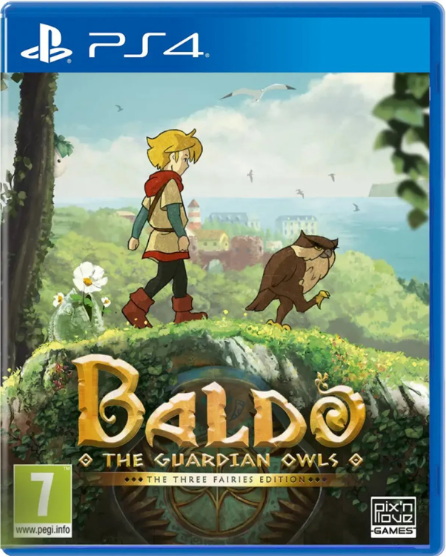 PS4
BALDO
THE GUARDIAN OWLS
THE THREE FAIRIES EDITION
7
www.pegi.info
pix'n
love
GAMES